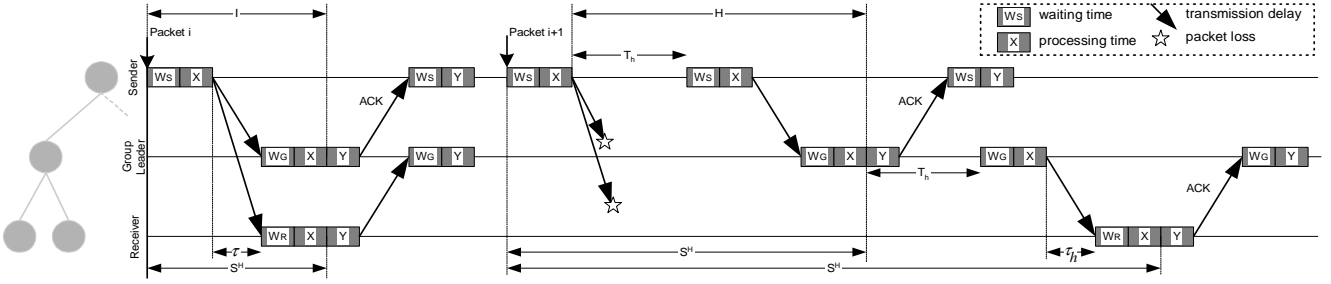 I
H
Ws waiting time
transmission delay
X processing time
packet loss
Packet i
Packet i+1
Th
Sender
Ws X
Ws Y
Ws X
Ws X
Ws Y
ACK
ACK
Group Leader
WG X Y
WG Y
WG X Y
WG X
WG Y
Th
ACK
Receiver
WR X Y
WR X Y
τ
τh
SH
SH
SH